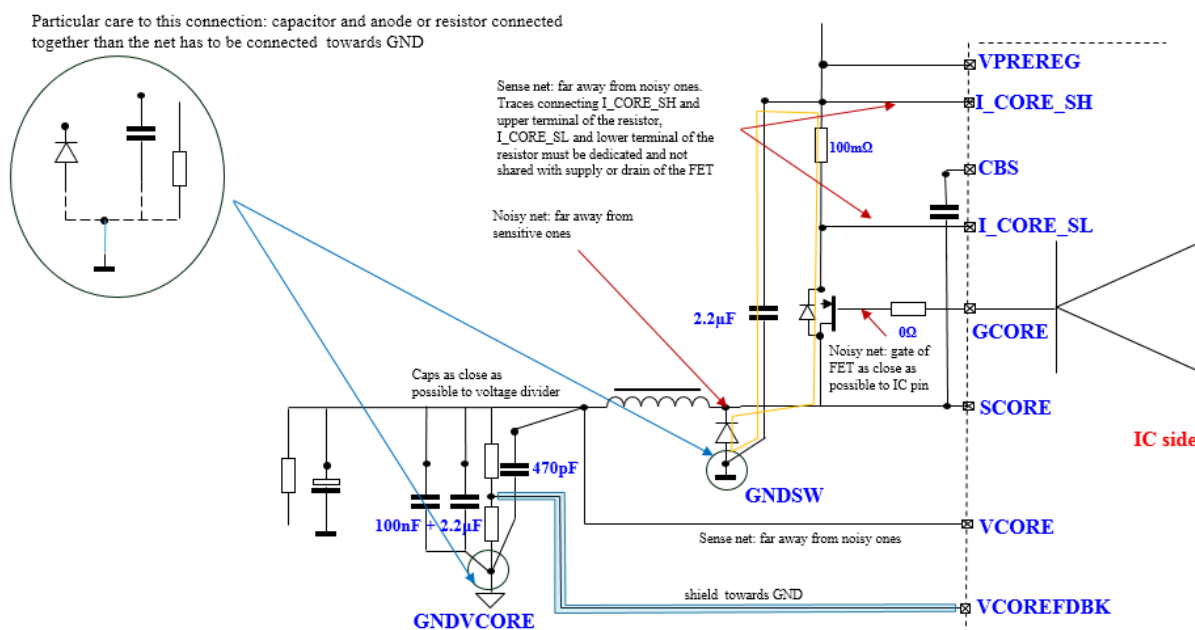 Particular care to this connection: capacitor and anode or resistor connected
together than the net has to be connected towards GND
Sense net: far away from noisy ones.
Traces connecting I_CORE_SH and
upper terminal of the resistor,
I_CORE_SL and lower terminal of the
resistor must be dedicated and not
shared with supply or drain of the FET
VPREREG
I_CORE_SH
100mΩ
CBS
Noisy net: far away from
sensitive ones
I_CORE_SL
2.2µF
0Ω
GCORE
Noisy net: gate of
FET as close as
possible to IC pin
Caps as close as
possible to voltage divider
SCORE
IC side
470pF
GNDSW
100nF + 2.2µF
VCORE
Sense net: far away from noisy ones
shield towards GND
VCOREFDBK
GNDVCORE